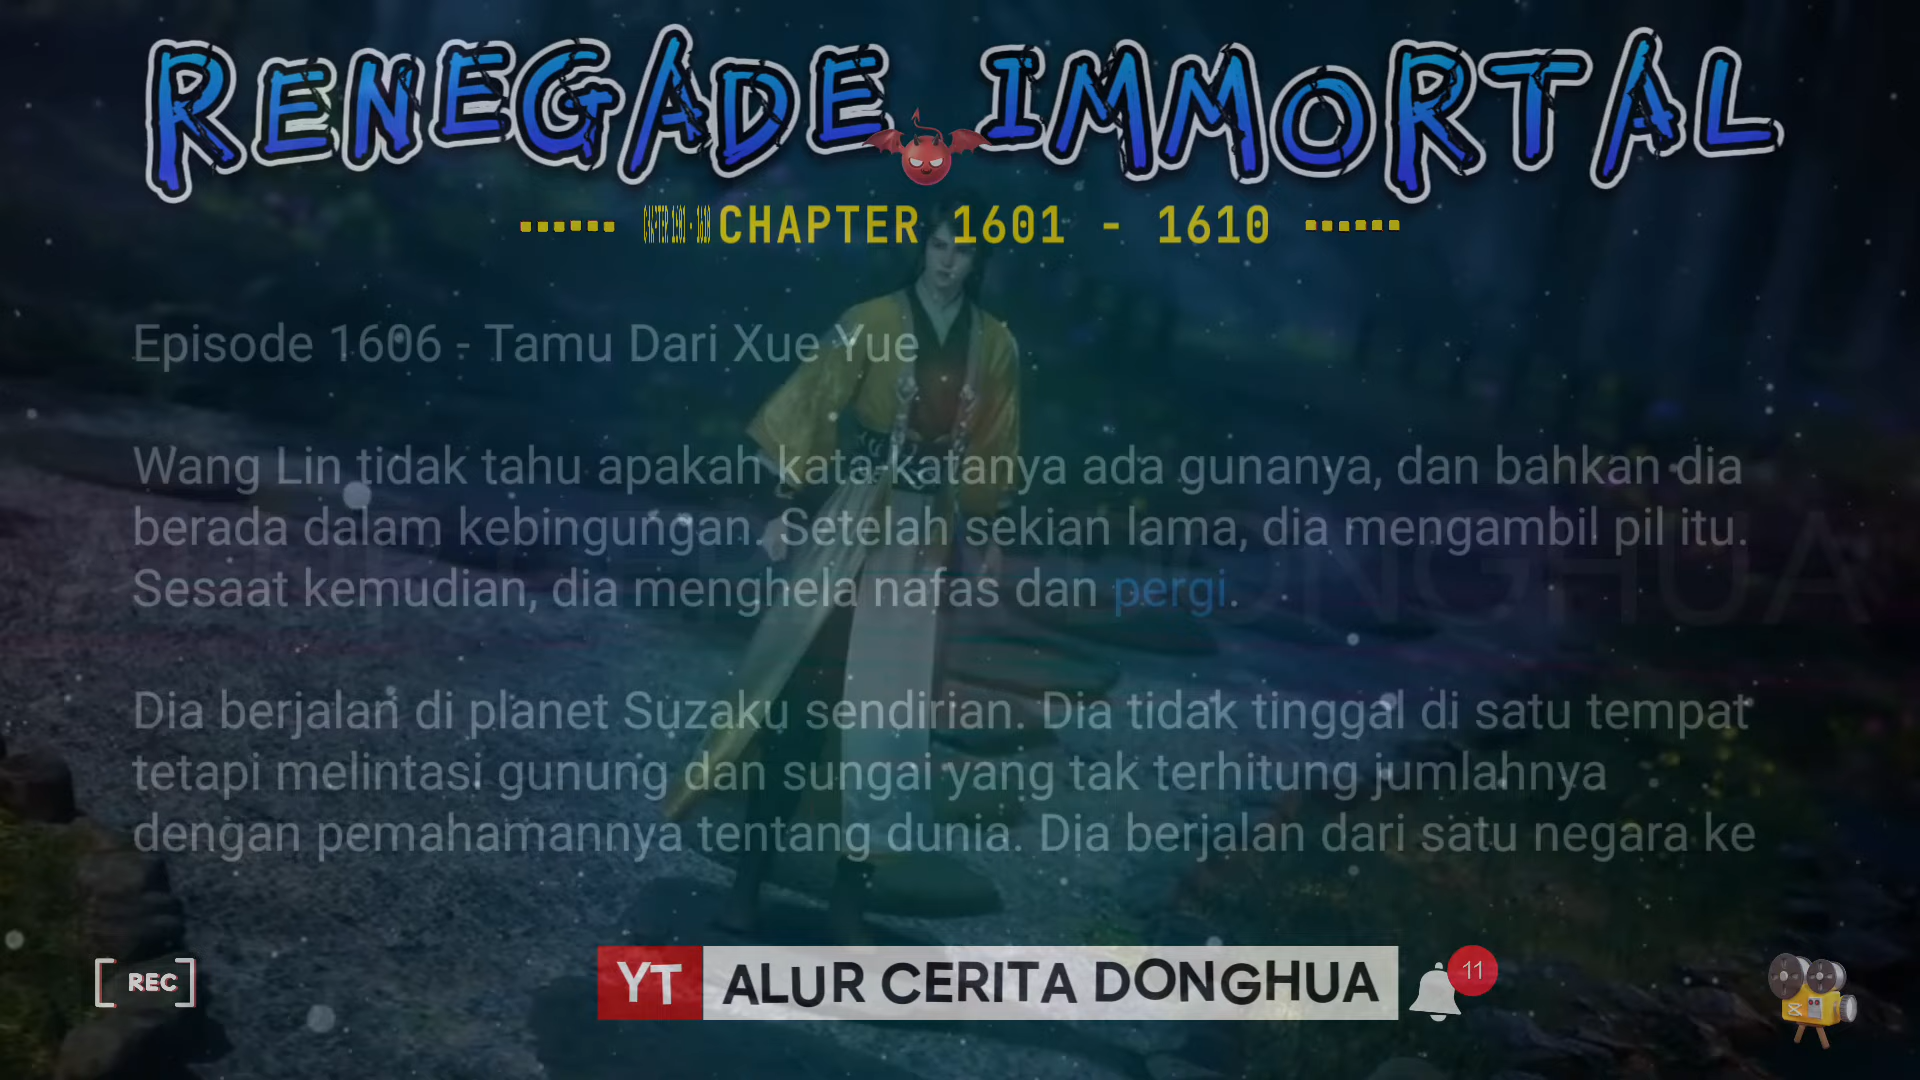 RENEGADE IMMORTAL
CHAPTER 1601 - 1610 CHAPTER 1601 - 1610
Episode 1606 - Tamu Dari Xue Yue
Wang Lin tidak tahu apakah kata-katanya ada gunanya, dan bahkan dia
berada dalam kebingungan. Setelah sekian lama, dia mengambil pil itu.
Sesaat kemudian, dia menghela nafas dan pergi.
Dia berjalan di planet Suzaku sendirian. Dia tidak tinggal di satu tempat
tetapi melintasi gunung dan sungai yang tak terhitung jumlahnya
dengan pemahamannya tentang dunia. Dia berjalan dari satu negara ke
REC
YT ALUR CERITA DONGHUA
11